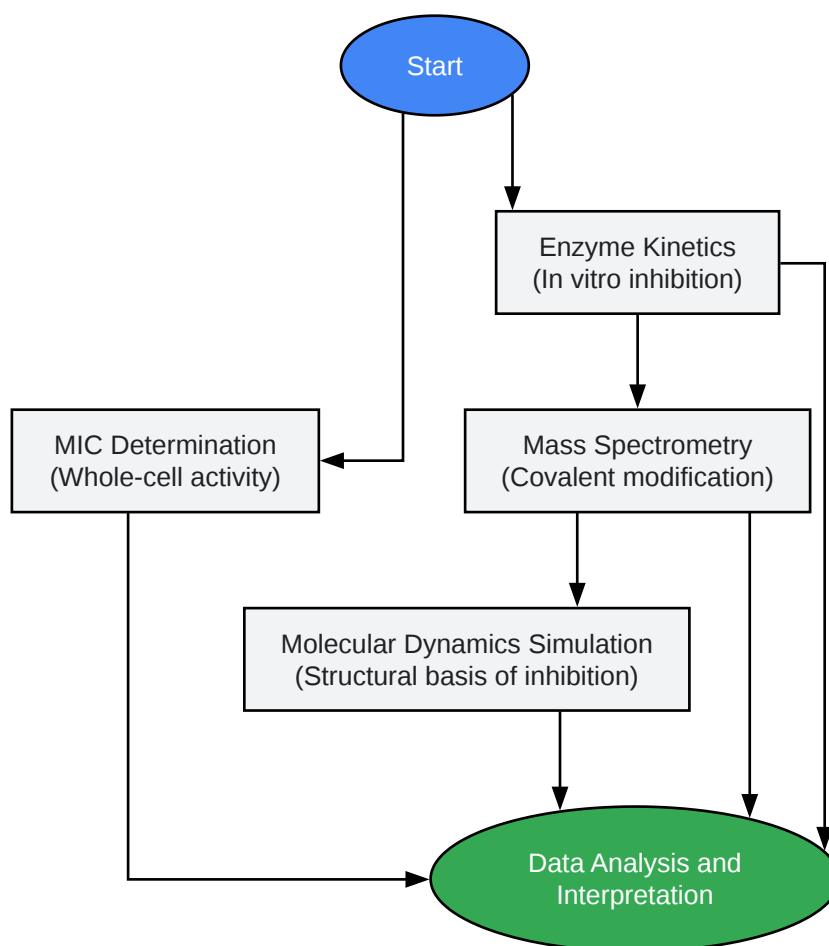 Start
Enzyme Kinetics
(In vitro inhibition)
MIC Determination
(Whole-cell activity)
Mass Spectrometry
(Covalent modification)
Molecular Dynamics Simulation
(Structural basis of inhibition)
Data Analysis and
Interpretation